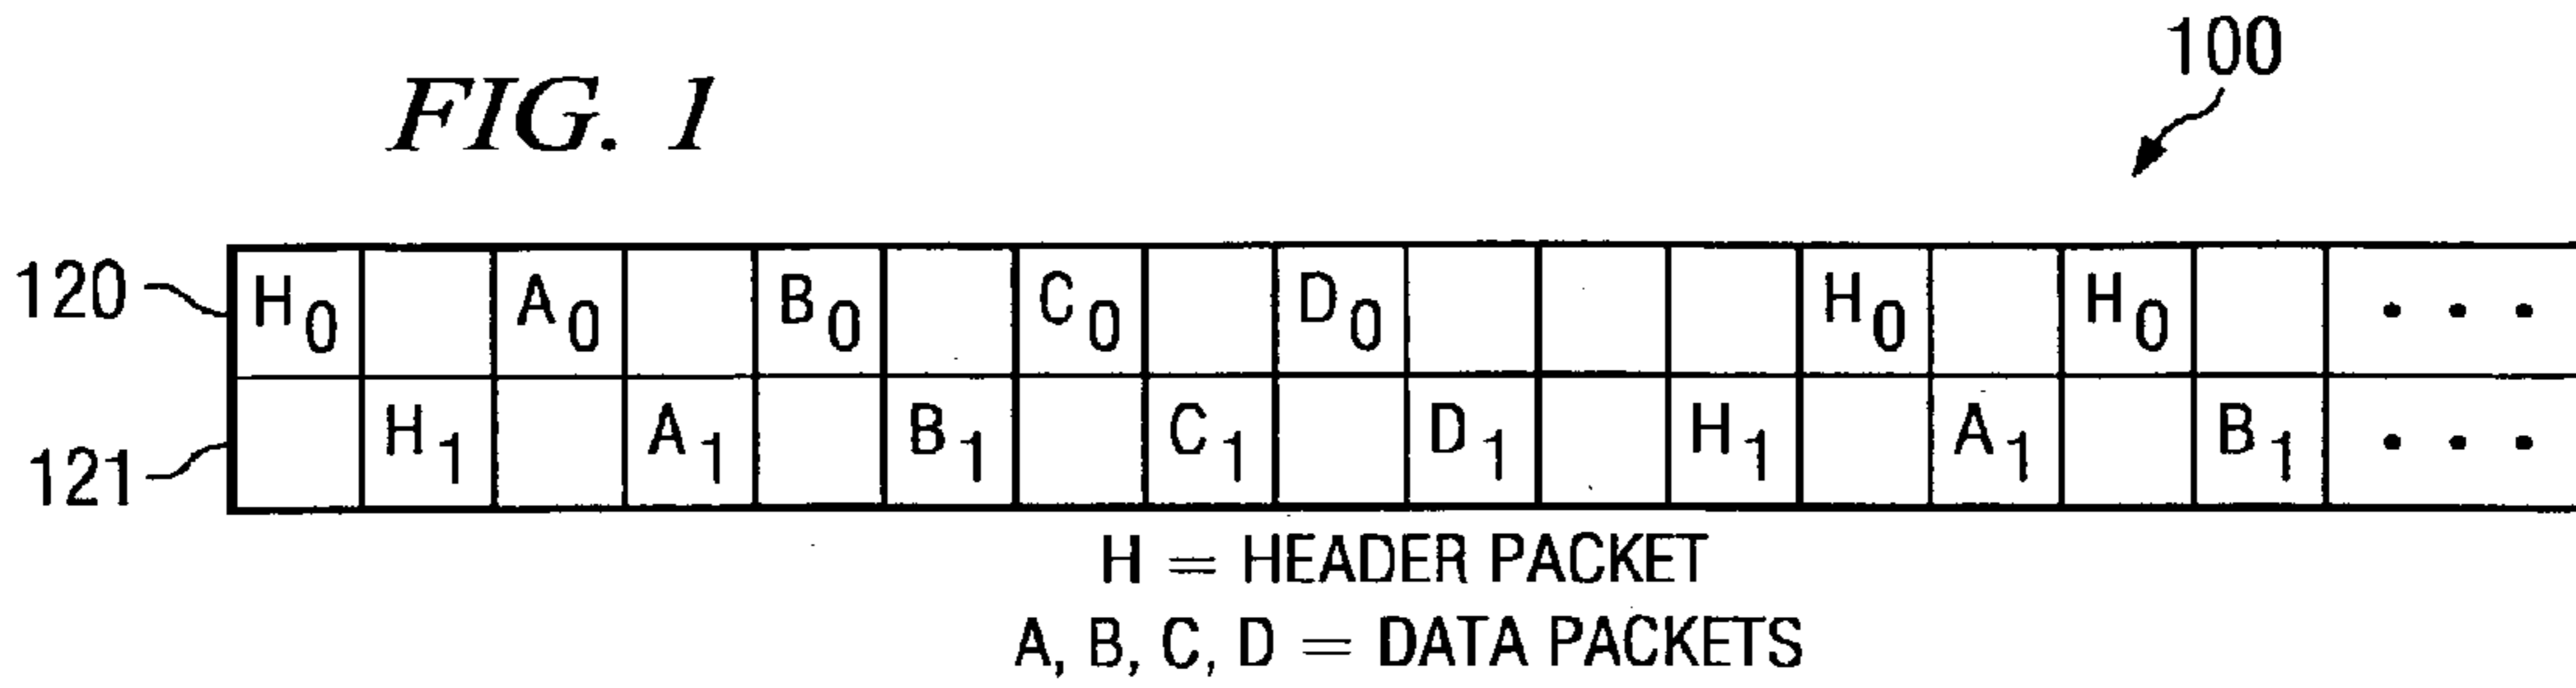 FIG. 1
100
120 H0 A0 B0 C0 D0 H0 H0 . . .
121 H1 A1 B1 C1 D1 H1 A1 B1 . . .
H = HEADER PACKET
A, B, C, D = DATA PACKETS